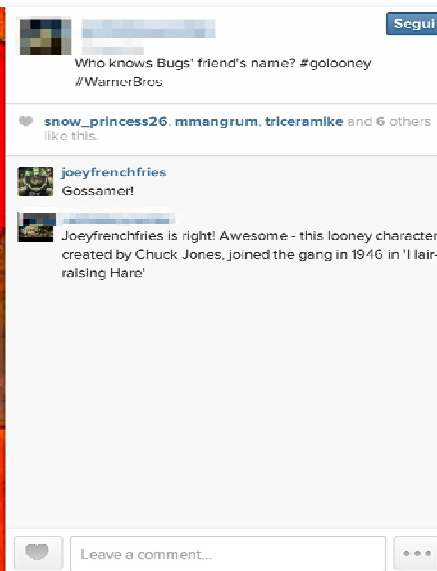 Segui
Who knows Bugs' friend's name? #golooney
#WarnerBros
snow_princess26, mmangrum, triceramike and 6 others
like this.
joeyfrenchfries
Gossamer!
Joeyfrenchfries is right! Awesome - this looney character
created by Chuck Jones, joined the gang in 1946 in 'Hair-
raising Hare'
Leave a comment...